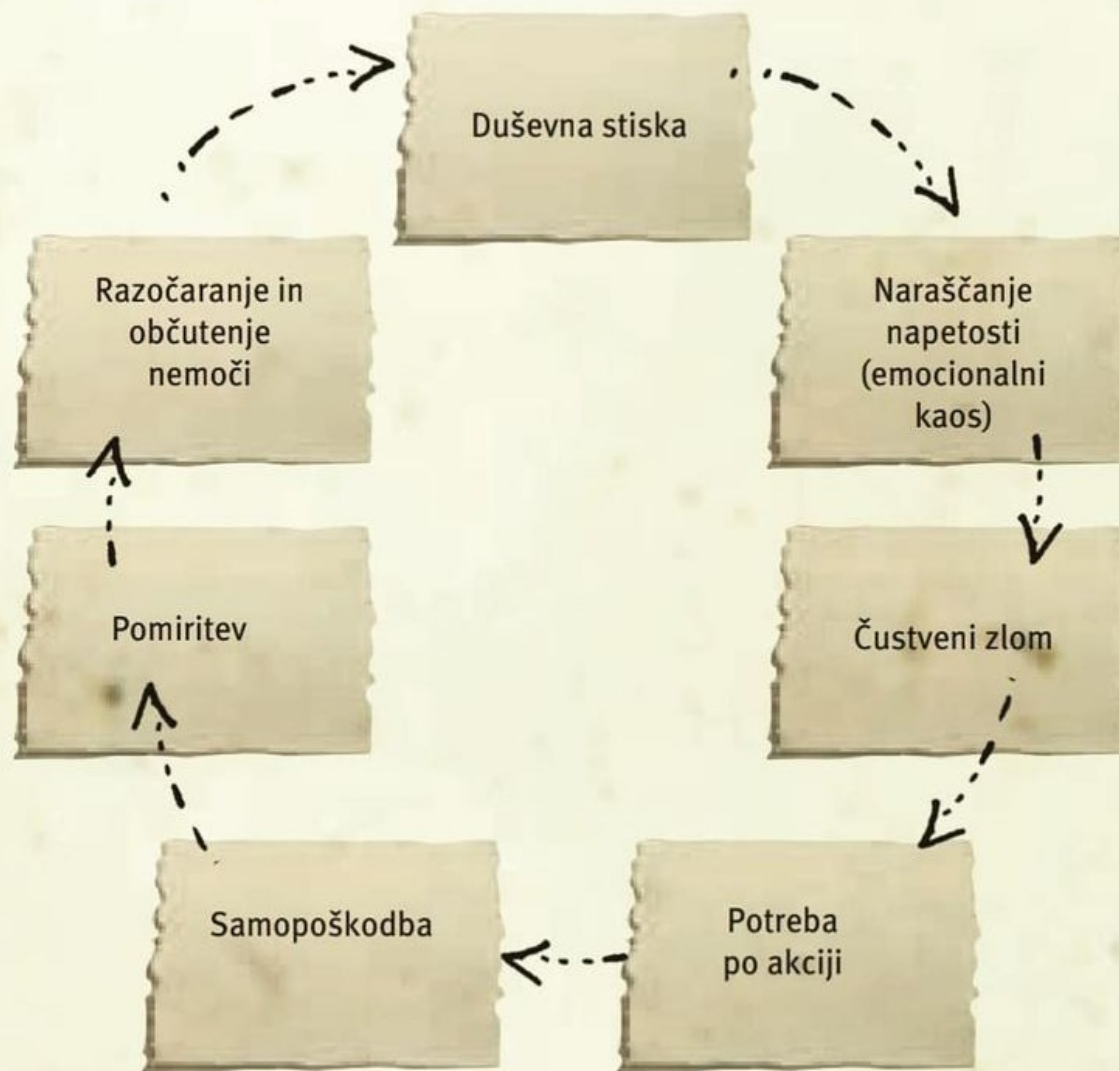 Duševna stiska
Naraščanje
napetosti
(emocionalni
kaos)
Čustveni zlom
Potreba
po akciji
Samopoškodba
Pomiritev
Razočaranje in
občutenje
nemoči